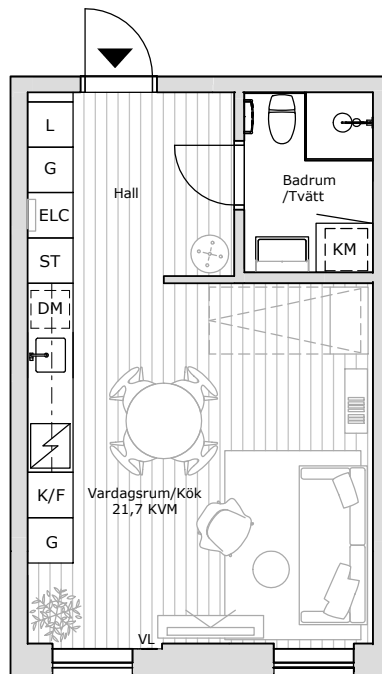 L
G
ELC
ST
DM
K/F
G
Hall
Badrum
/Tvätt
KM
Vardagsrum/Kök
21,7 KVM
VL